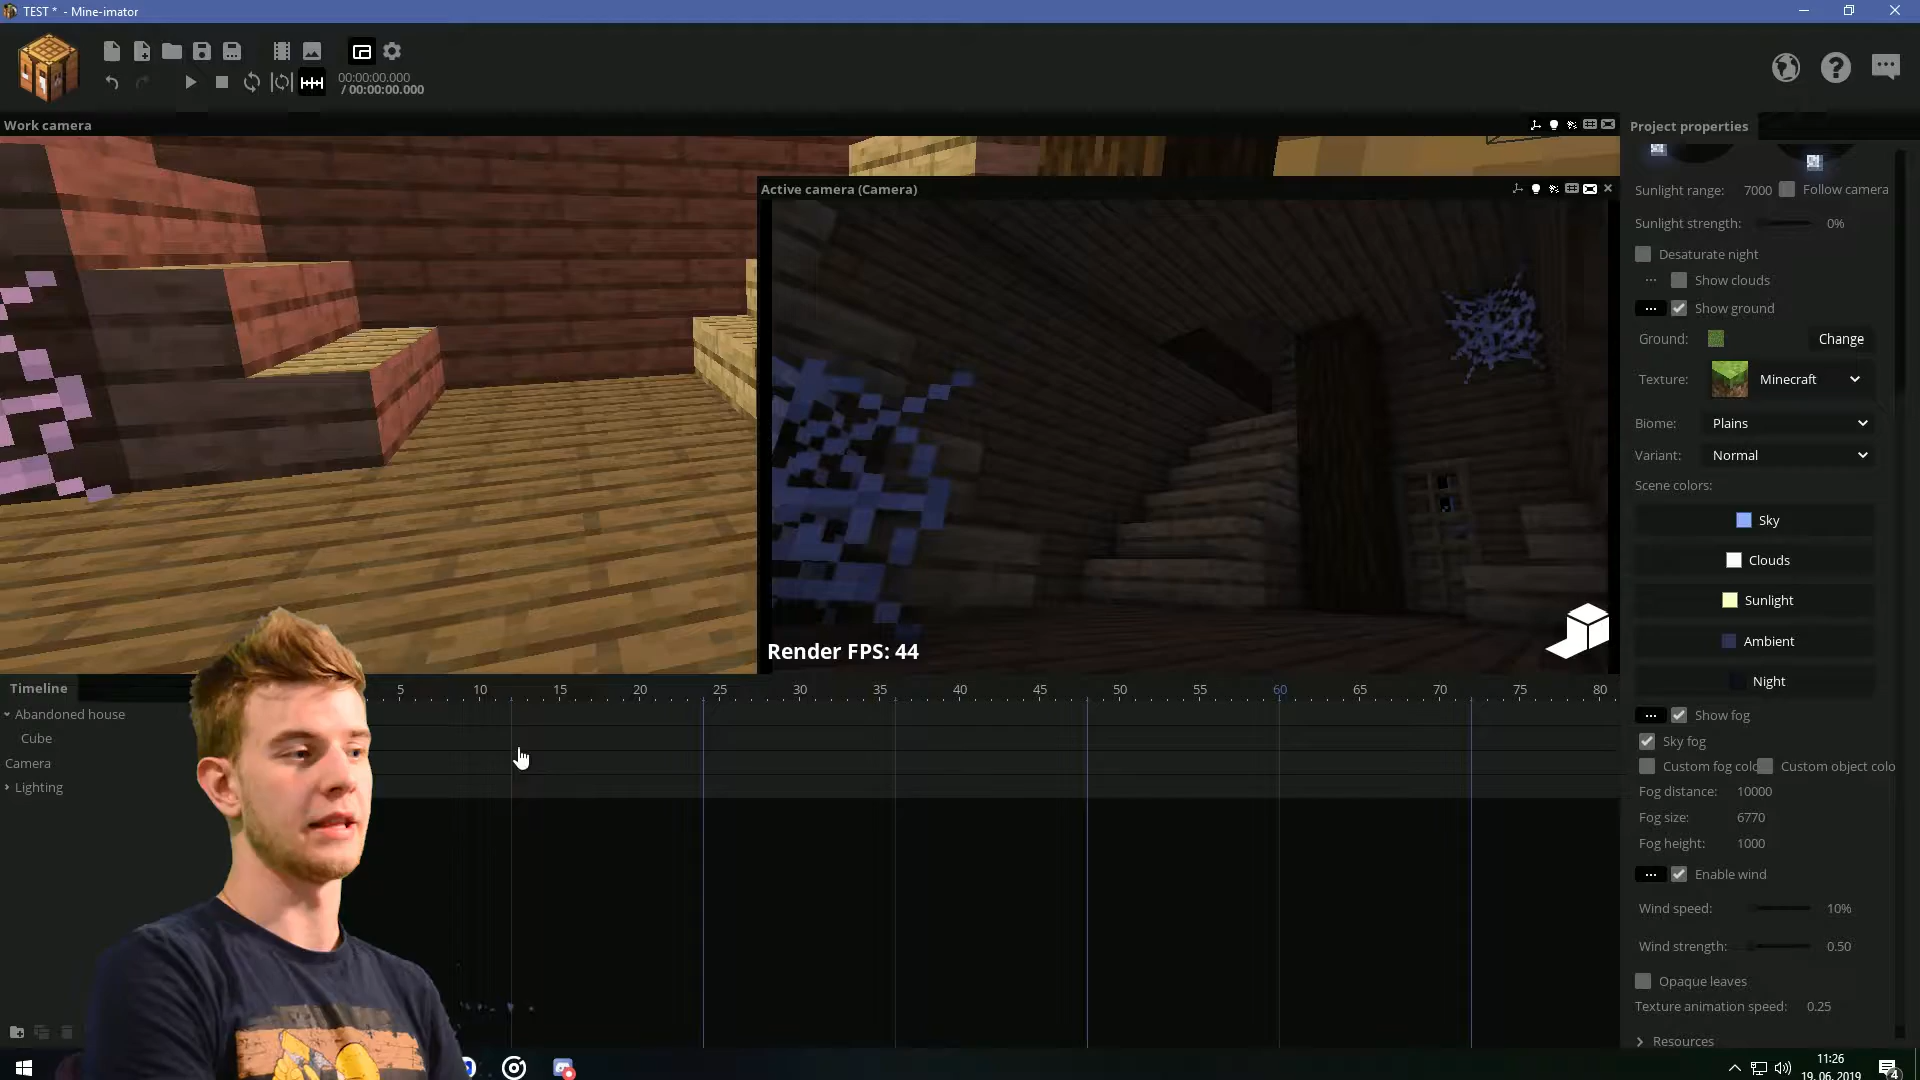 TEST * - Mine-imator
00:00:00.000
/ 00:00:00.000
Work camera
Active camera (Camera)
Render FPS: 44
Project properties
Sunlight range: 7000 Follow camera
Sunlight strength: 0%
Desaturate night
Show clouds
Show ground
Ground: Change
Texture: Minecraft
Biome: Plains
Variant: Normal
Scene colors:
Sky
Clouds
Sunlight
Ambient
Night
Show fog
Sky fog
Custom fog colo Custom object colo
Fog distance: 10000
Fog size: 6770
Fog height: 1000
Enable wind
Wind speed: 10%
Wind strength: 0.50
Opaque leaves
Texture animation speed: 0.25
Resources
Timeline
5 10 15 20 25 30 35 40 45 50 55 60 65 70 75 80
Abandoned house
Cube
Camera
Lighting
11:26
19. 06. 2019
4